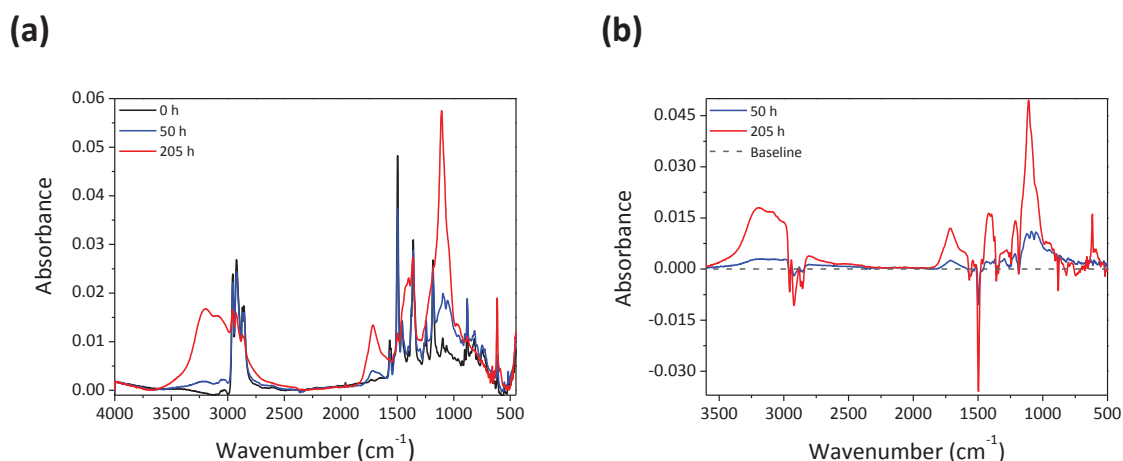 (a)
(b)
0.06
0.05
0.04
0.03
0.02
0.01
0.00
Absorbance
0 h
50 h
205 h
4000 3500 3000 2500 2000 1500 1000 500
Wavenumber (cm⁻¹)
0.045
0.030
0.015
0.000
-0.015
-0.030
Absorbance
50 h
205 h
Baseline
3500 3000 2500 2000 1500 1000 500
Wavenumber (cm⁻¹)